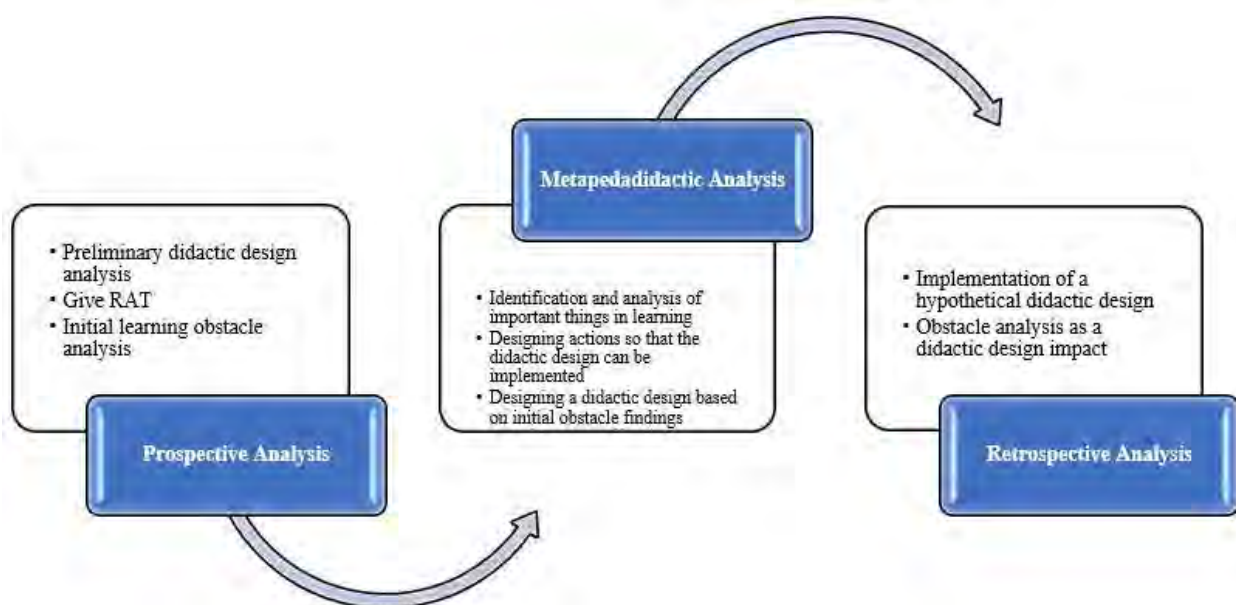 • Preliminary didactic design
analysis
• Give RAT
• Initial learning obstacle
analysis
Prospective Analysis
Metapedadidactic Analysis
• Identification and analysis of
important things in learning
• Designing actions so that the
didactic design can be
implemented
• Designing a didactic design based
on initial obstacle findings
• Implementation of a
hypothetical didactic design
• Obstacle analysis as a
didactic design impact
Retrospective Analysis